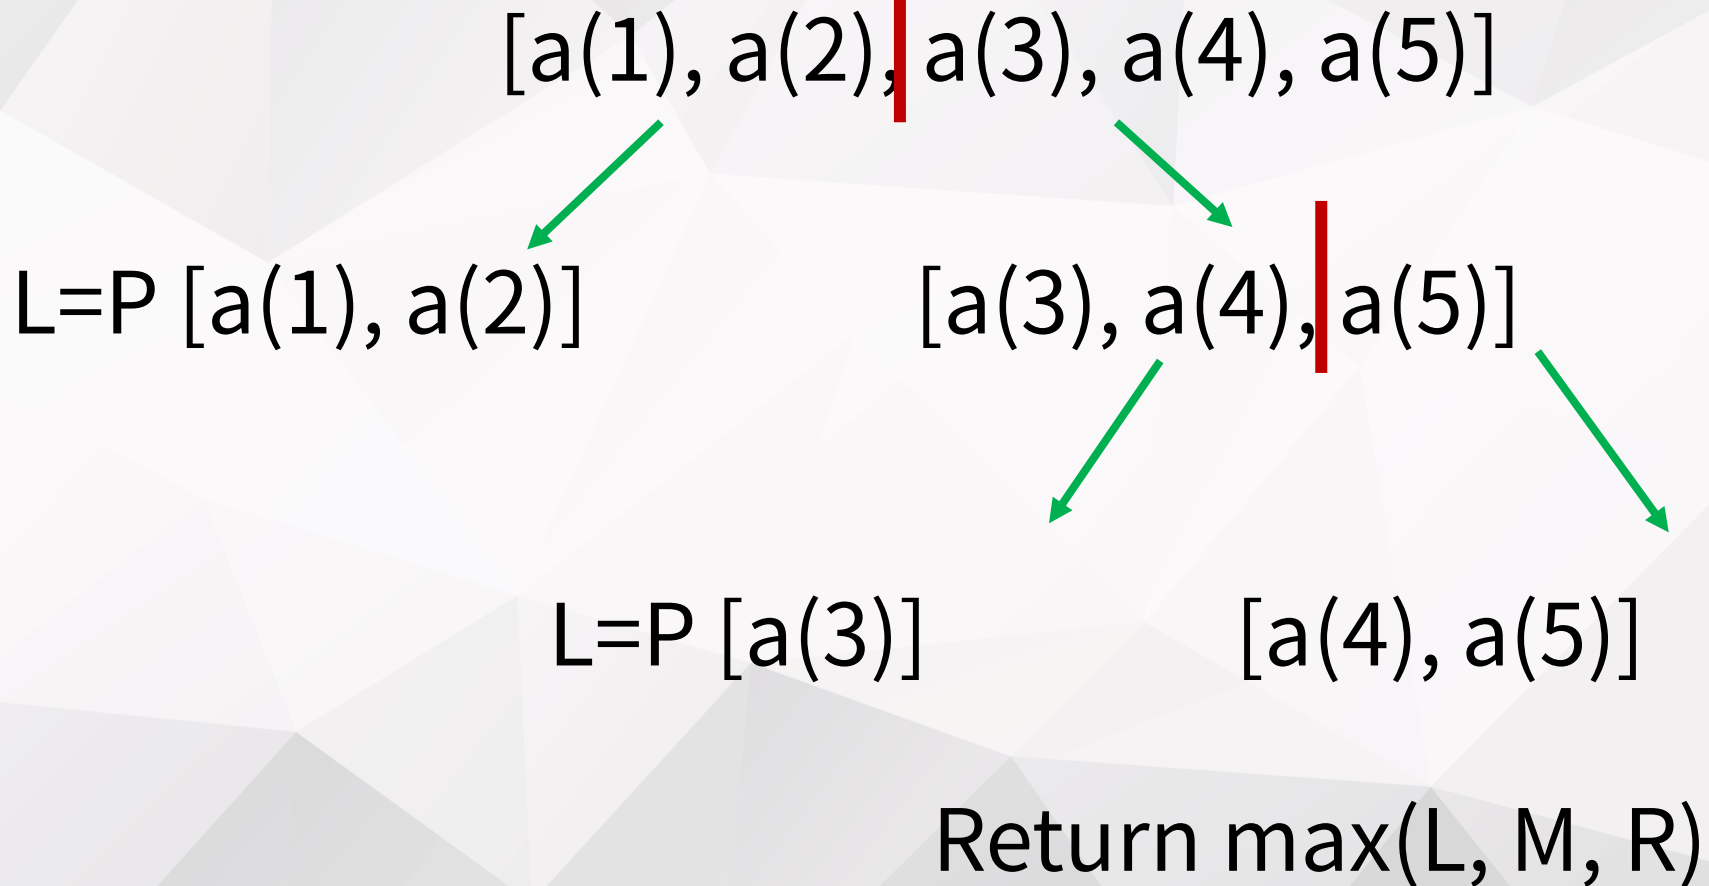 [a(1), a(2), a(3), a(4), a(5)]
L=P [a(1), a(2)]
[a(3), a(4), a(5)]
L=P [a(3)]
[a(4), a(5)]
Return max(L, M, R)